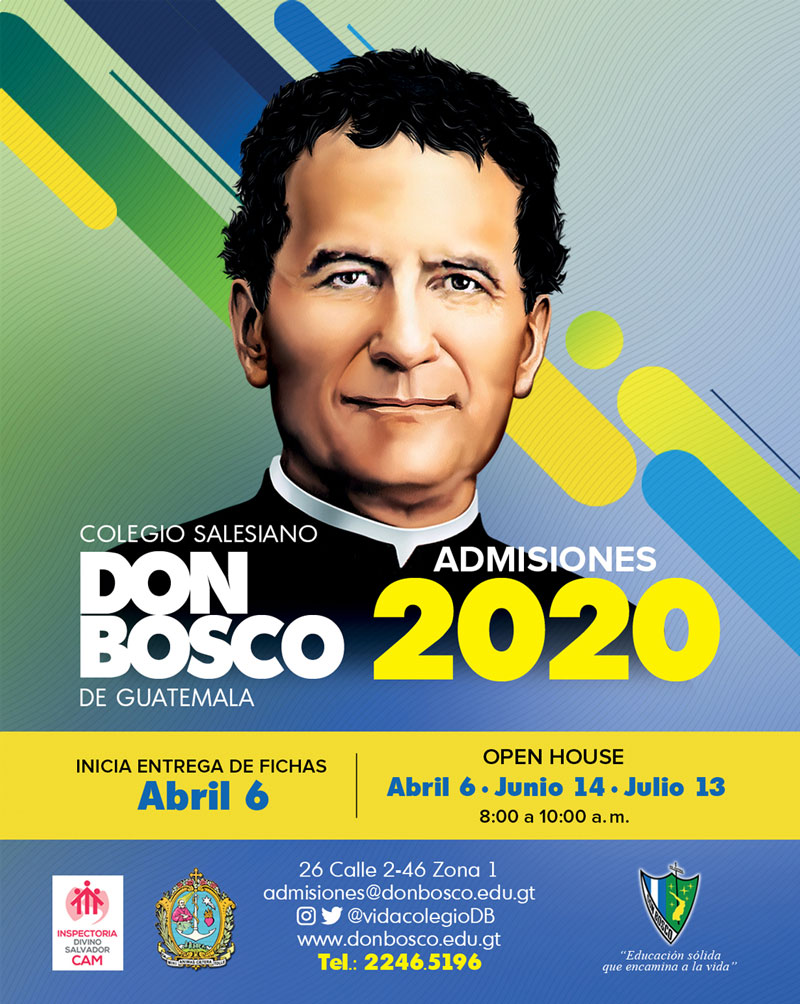 COLEGIO SALESIANO
DON
BOSCO
DE GUATEMALA
ADMISIONES
2020
INICIA ENTREGA DE FICHAS
Abril 6
OPEN HOUSE
Abril 6 • Junio 14 • Julio 13
8:00 a 10:00 a.m.
INSPECTORIA
DIVINO
SALVADOR
CAM
26 Calle 2-46 Zona 1
admisiones@donbosco.edu.gt
@vidacolegioDB
www.donbosco.edu.gt
Tel.: 2246.5196
DON BOSCO
“Educación sólida
que encamina a la vida”